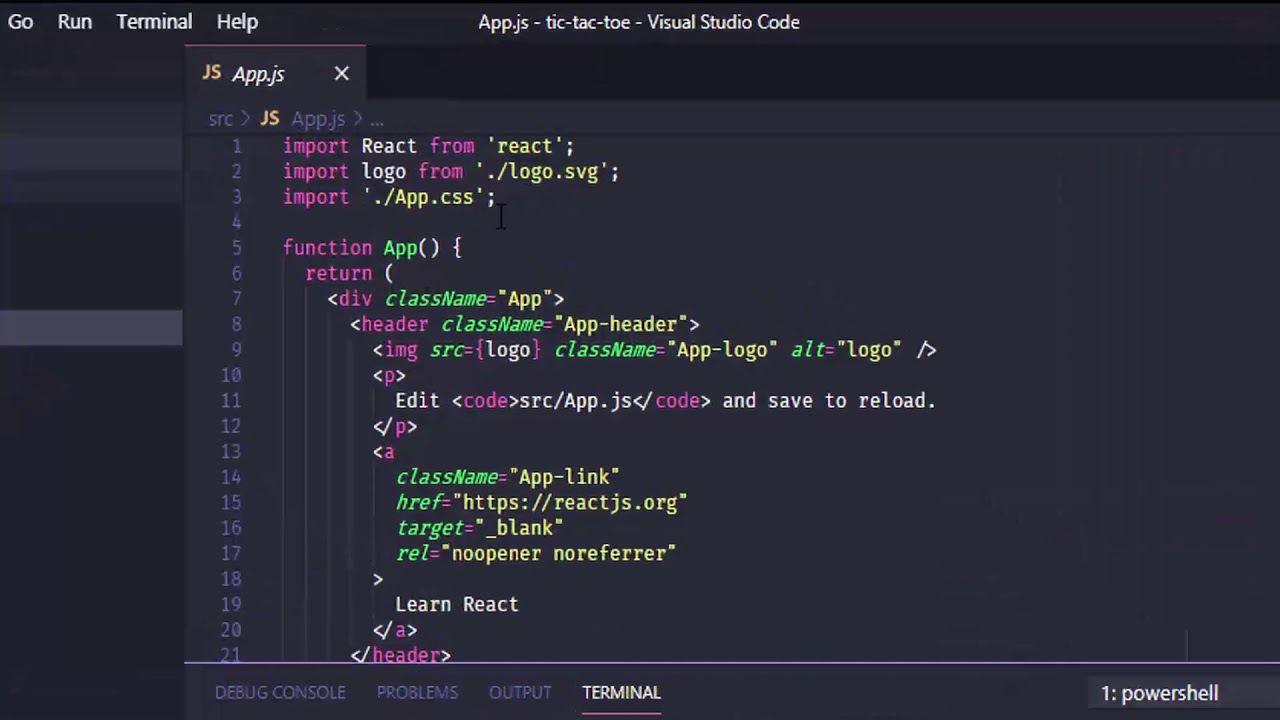 Go Run Terminal Help App.js - tic-tac-toe - Visual Studio Code
JS App.js ×
src > JS App.js > ...
1 import React from 'react';
2 import logo from './logo.svg';
3 import './App.css';
4
5 function App() {
6 return (
7 <div className="App">
8 <header className="App-header">
9 <img src={logo} className="App-logo" alt="logo" />
10 <p>
11 Edit <code>src/App.js</code> and save to reload.
12 </p>
13 <a
14 className="App-link"
15 href="https://reactjs.org"
16 target="_blank"
17 rel="noopener noreferrer"
18 >
19 Learn React
20 </a>
21 </header>
DEBUG CONSOLE PROBLEMS OUTPUT TERMINAL 1: powershell